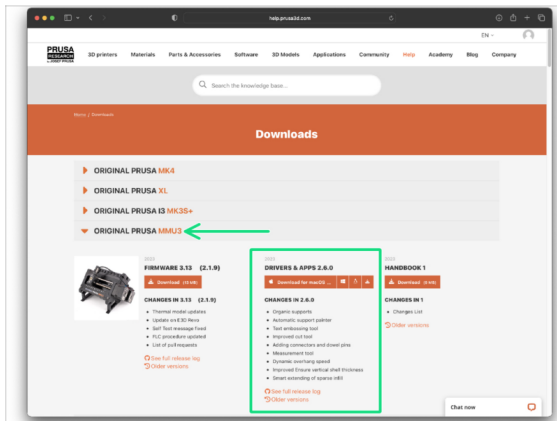 help.prusa3d.com
EN
PRUSA
RESEARCH
by JOSEF PRUSA
3D printers
Materials
Parts & Accessories
Software
3D Models
Applications
Community
Help
Academy
Blog
Company
Search the knowledge base...
Home | Downloads
Downloads
ORIGINAL PRUSA MK4
ORIGINAL PRUSA XL
ORIGINAL PRUSA I3 MK3S+
ORIGINAL PRUSA MMU3
FIRMWARE 3.13 (2.1.9)
Download
CHANGES IN 3.13 (2.1.9)
Thermal model updates
Update on E3D Revo
Self Test message fixed
FLC procedure updated
List of pull requests
See full release log
Older versions
DRIVERS & APPS 2.6.0
Download for macOS ...
CHANGES IN 2.6.0
Organic supports
Automatic support painter
Text embossing tool
Improved cut tool
Adding connectors and dowel pins
Measurement tool
Dynamic overhang speed
Improved Ensure vertical shell thickness
Smart extending of sparse infill
See full release log
Older versions
HANDBOOK 1
Download
CHANGES IN 1
Changes List
Older versions
Chat now